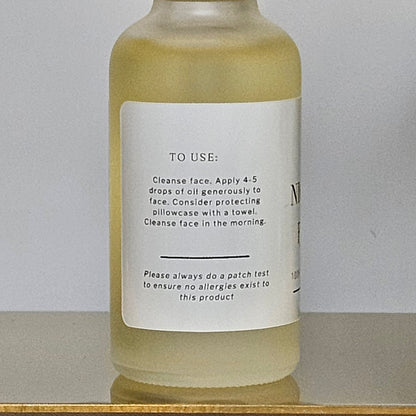 TO USE:
Cleanse face. Apply 4-5
drops of oil generously to
face. Consider protecting
pillowcase with a towel.
Cleanse face in the morning.
Please always do a patch test
to ensure no allergies exist to
this product